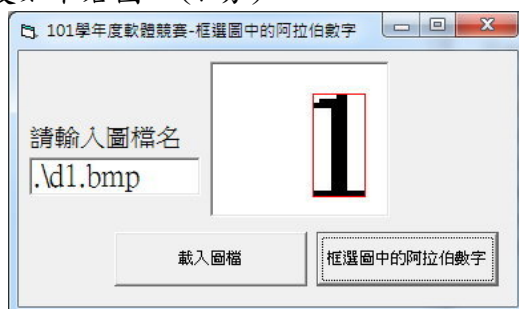 101學年度軟體競賽-框選圖中的阿拉伯數字
請輸入圖檔名
.\d1.bmp
1
載入圖檔
框選圖中的阿拉伯數字